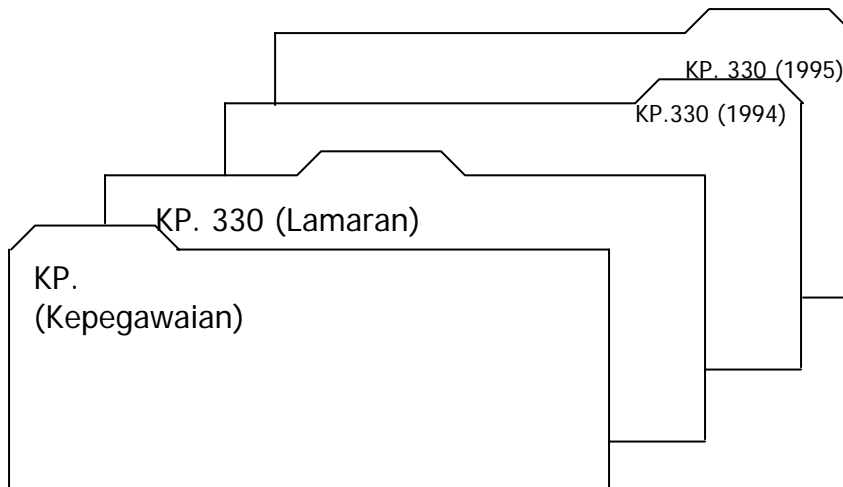 KP. 330 (1995)
KP.330 (1994)
KP. 330 (Lamaran)
KP.
(Kepegawaian)